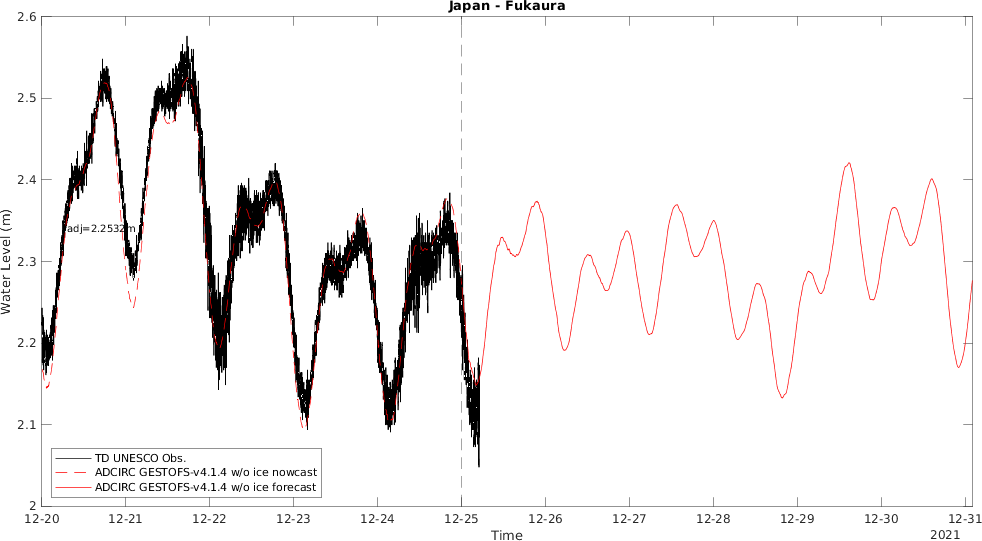 Japan - Fukaura
2.6
2.5
2.4
2.3
2.2
2.1
2
Water Level (m)
adj=2.2532m
TD UNESCO Obs.
ADCIRC GESTOFS-v4.1.4 w/o ice nowcast
ADCIRC GESTOFS-v4.1.4 w/o ice forecast
12-20 12-21 12-22 12-23 12-24 12-25 12-26 12-27 12-28 12-29 12-30 12-31
Time
2021